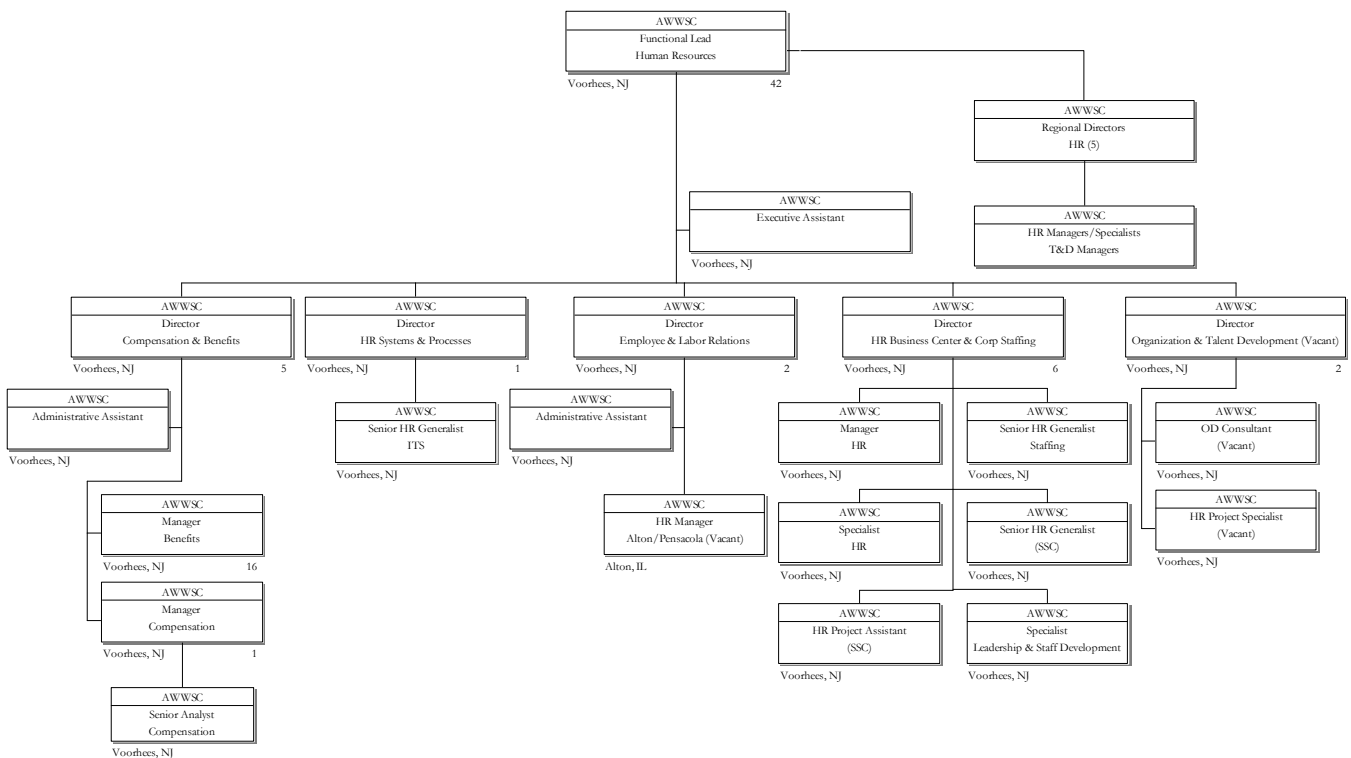 AWWSC
Functional Lead
Human Resources
Voorhees, NJ 42
AWWSC
Regional Directors
HR (5)
AWWSC
Executive Assistant
Voorhees, NJ
AWWSC
HR Managers/Specialists
T&D Managers
AWWSC
Director
Compensation & Benefits
Voorhees, NJ 5
AWWSC
Director
HR Systems & Processes
Voorhees, NJ 1
AWWSC
Director
Employee & Labor Relations
Voorhees, NJ 2
AWWSC
Director
HR Business Center & Corp Staffing
Voorhees, NJ 6
AWWSC
Director
Organization & Talent Development (Vacant)
Voorhees, NJ 2
AWWSC
Administrative Assistant
Voorhees, NJ
AWWSC
Senior HR Generalist
ITS
Voorhees, NJ
AWWSC
Administrative Assistant
Voorhees, NJ
AWWSC
Manager
HR
Voorhees, NJ
AWWSC
Senior HR Generalist
Staffing
Voorhees, NJ
AWWSC
OD Consultant
(Vacant)
Voorhees, NJ
AWWSC
Manager
Benefits
Voorhees, NJ 16
AWWSC
HR Manager
Alton/Pensacola (Vacant)
Alton, IL
AWWSC
Specialist
HR
Voorhees, NJ
AWWSC
Senior HR Generalist
(SSC)
Voorhees, NJ
AWWSC
HR Project Specialist
(Vacant)
Voorhees, NJ
AWWSC
Manager
Compensation
Voorhees, NJ 1
AWWSC
HR Project Assistant
(SSC)
Voorhees, NJ
AWWSC
Specialist
Leadership & Staff Development
Voorhees, NJ
AWWSC
Senior Analyst
Compensation
Voorhees, NJ